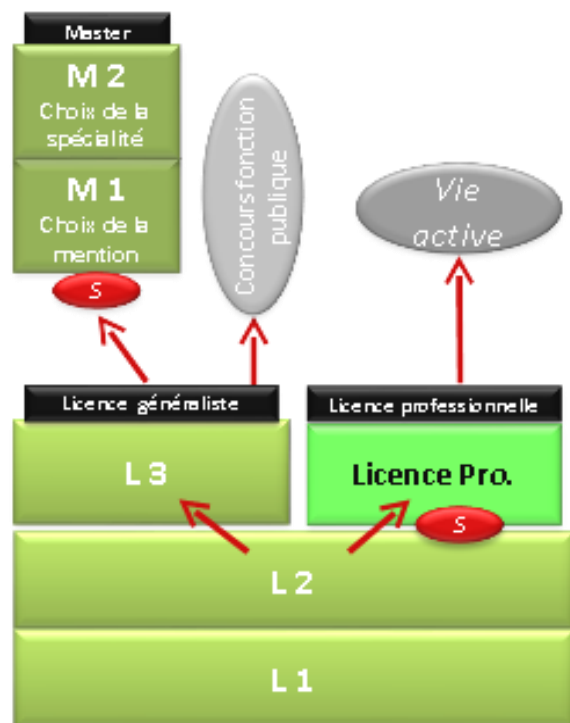 Master
M 2
Choix de la
spécialité
M 1
Choix de la
mention
S
Concours fonction
publique
Vie
active
Licence généraliste
L 3
Licence professionnelle
Licence Pro.
S
L 2
L 1